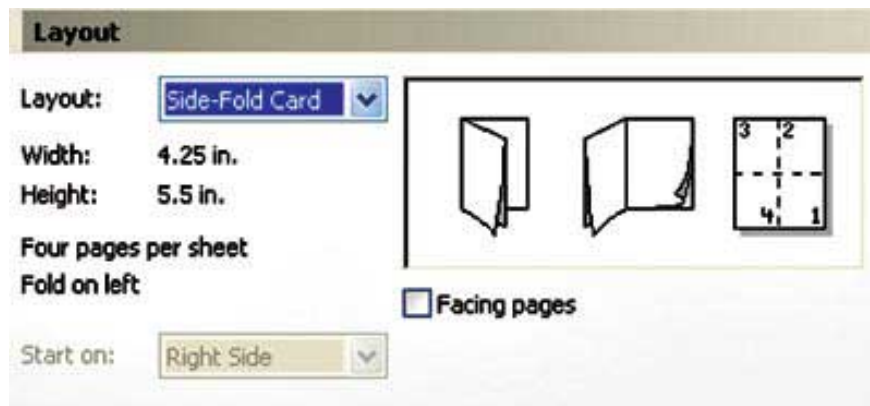 Layout
Layout: Side-Fold Card
Width: 4.25 in.
Height: 5.5 in.
Four pages per sheet
Fold on left
3 2
4 1
Facing pages
Start on: Right Side